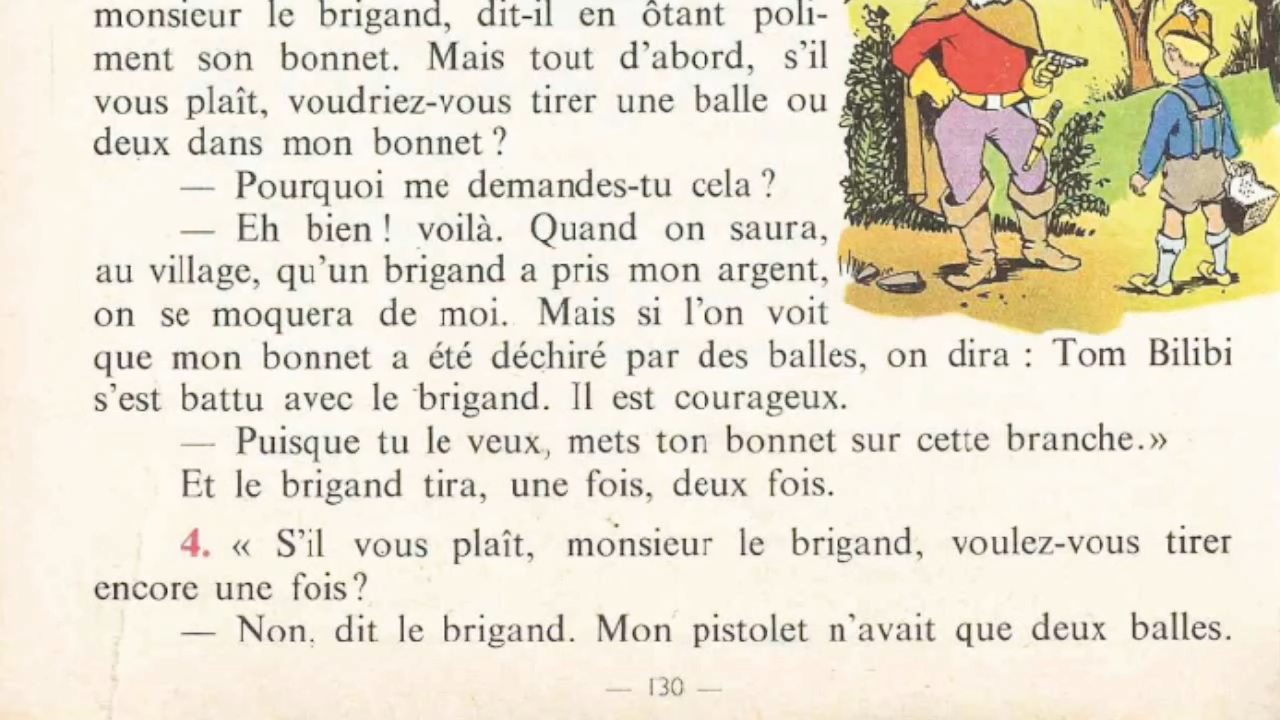 monsieur le brigand, dit-il en ôtant poli-
ment son bonnet. Mais tout d'abord, s'il
vous plaît, voudriez-vous tirer une balle ou
deux dans mon bonnet ?
— Pourquoi me demandes-tu cela ?
— Eh bien ! voilà. Quand on saura,
au village, qu'un brigand a pris mon argent,
on se moquera de moi. Mais si l'on voit
que mon bonnet a été déchiré par des balles, on dira : Tom Bilibi
s'est battu avec le brigand. Il est courageux.
— Puisque tu le veux, mets ton bonnet sur cette branche.»
Et le brigand tira, une fois, deux fois.
4. « S'il vous plaît, monsieur le brigand, voulez-vous tirer
encore une fois ?
— Non, dit le brigand. Mon pistolet n'avait que deux balles.
— 130 —